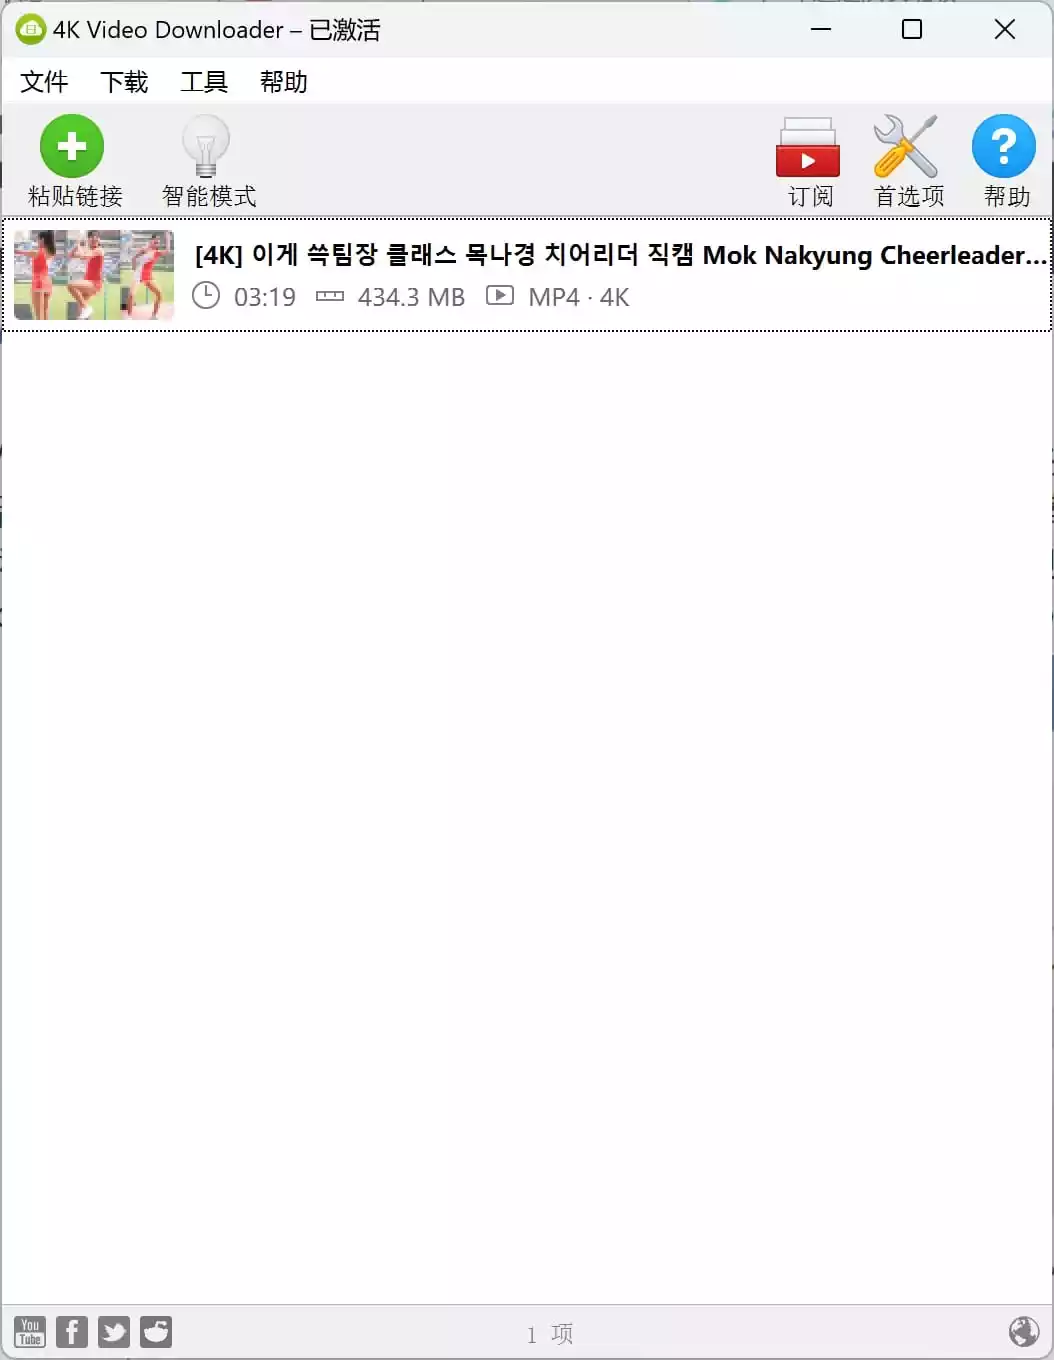 4K Video Downloader – 已激活
文件 下载 工具 帮助
粘贴链接 智能模式 订阅 首选项 帮助
[4K] 이게 쓱팀장 클래스 목나경 치어리더 직캠 Mok Nakyung Cheerleader...
03:19 434.3 MB MP4 · 4K
You Tube 1 项